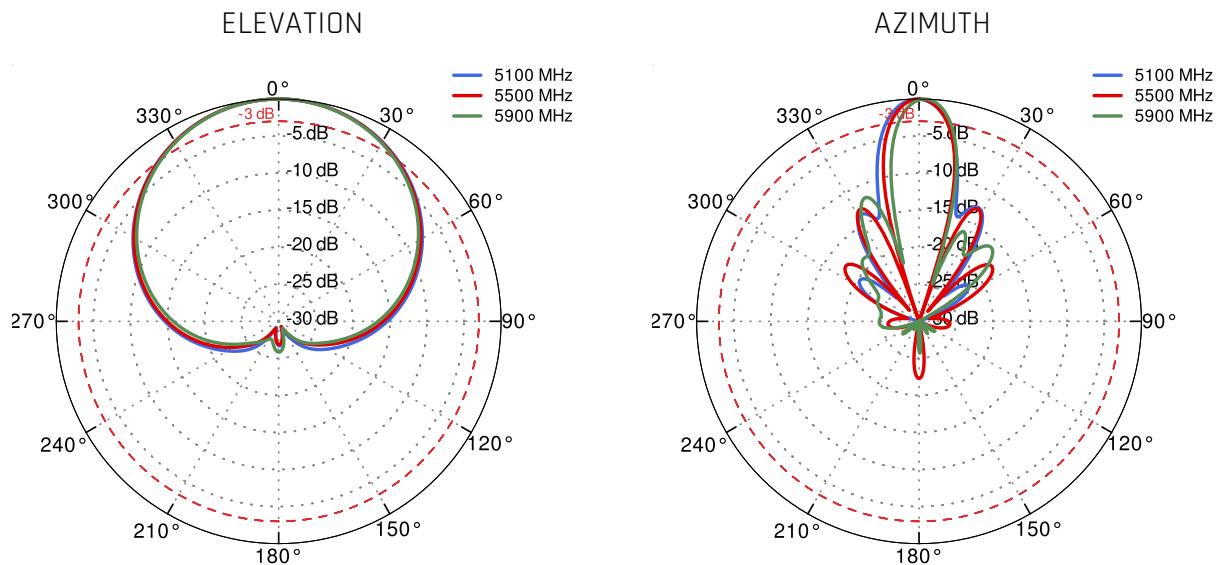 ELEVATION
5100 MHz
5500 MHz
5900 MHz
0°
330°
30°
-3 dB
-5 dB
-10 dB
300°
60°
-15 dB
-20 dB
-25 dB
270°
-30 dB
90°
240°
120°
210°
150°
180°
AZIMUTH
5100 MHz
5500 MHz
5900 MHz
0°
330°
30°
-3 dB
-5 dB
-10 dB
300°
60°
-15 dB
-20 dB
-25 dB
270°
-30 dB
90°
240°
120°
210°
150°
180°